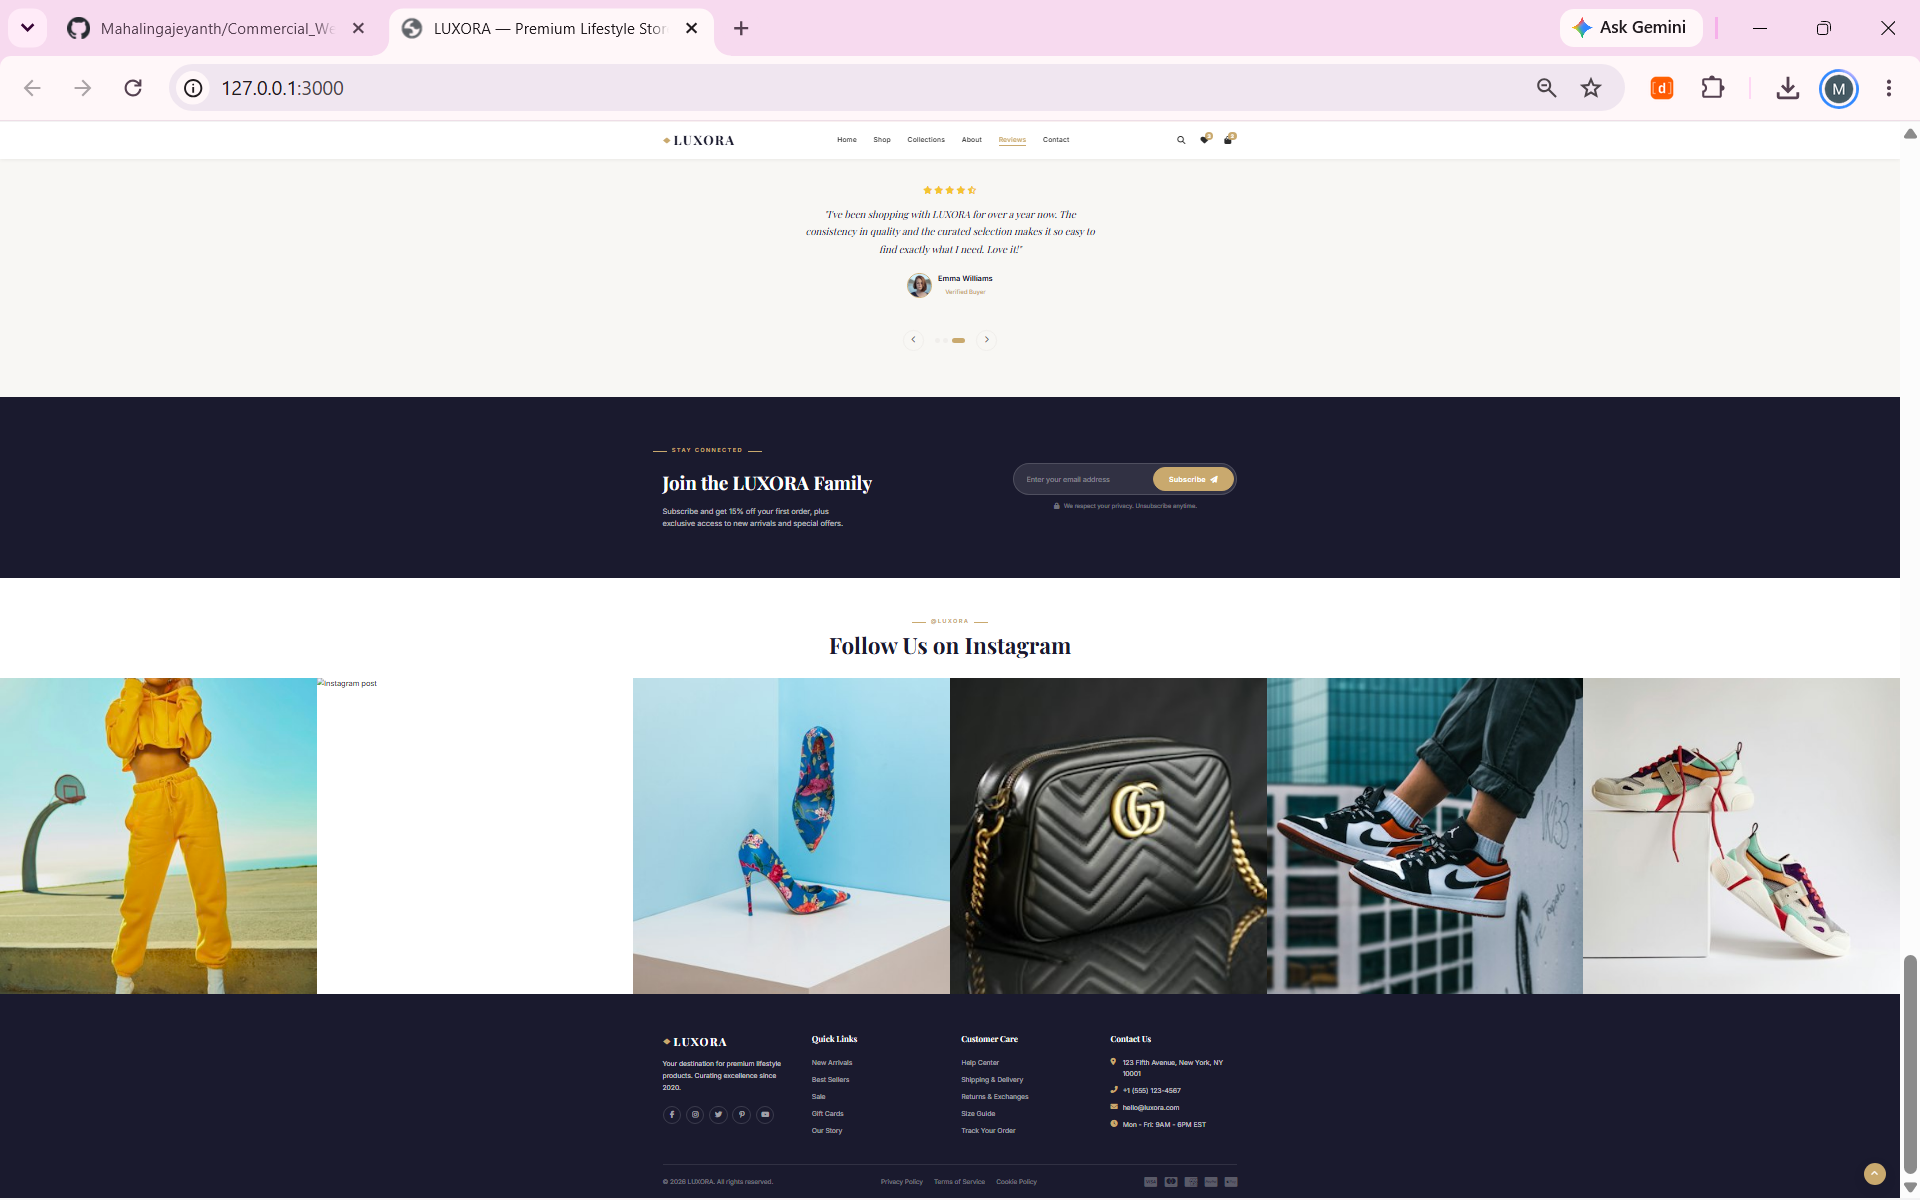 Mahalingajeyanth/Commercial_We
LUXORA — Premium Lifestyle Stor
Ask Gemini
127.0.0.1:3000
M
LUXORA
Home
Shop
Collections
About
Reviews
Contact
"I've been shopping with LUXORA for over a year now. The
consistency in quality and the curated selection makes it so easy to
find exactly what I need. Love it!"
Emma Williams
Verified Buyer
STAY CONNECTED
Join the LUXORA Family
Subscribe and get 15% off your first order, plus
exclusive access to new arrivals and special offers.
Enter your email address
Subscribe
We respect your privacy. Unsubscribe anytime.
@LUXORA
Follow Us on Instagram
Instagram post
LUXORA
Your destination for premium lifestyle
products. Curating excellence since
2020.
Quick Links
New Arrivals
Best Sellers
Sale
Gift Cards
Our Story
Customer Care
Help Center
Shipping & Delivery
Returns & Exchanges
Size Guide
Track Your Order
Contact Us
123 Fifth Avenue, New York, NY
10001
+1 (555) 123-4567
hello@luxora.com
Mon - Fri: 9AM - 6PM EST
© 2026 LUXORA. All rights reserved.
Privacy Policy
Terms of Service
Cookie Policy